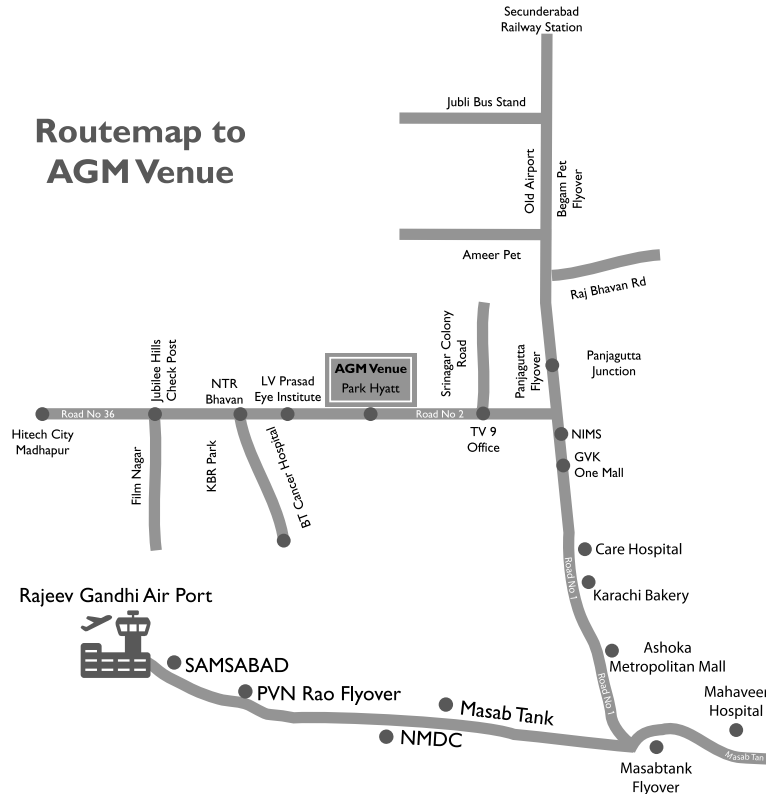 Secunderabad
Railway Station
Jubli Bus Stand
Routemap to
AGM Venue
Old Airport
Begam Pet
Flyover
Ameer Pet
Raj Bhavan Rd
Srinagar Colony
Road
Panjagutta
Flyover
Panjagutta
Junction
Jubilee Hills
Check Post
NTR
Bhavan
LV Prasad
Eye Institute
AGM Venue
Park Hyatt
Road No 36
Road No 2
Hitech City
Madhapur
TV 9
Office
NIMS
GVK
One Mall
Film Nagar
KBR Park
BT Cancer Hospital
Care Hospital
Road No 1
Karachi Bakery
Rajeev Gandhi Air Port
Ashoka
Metropolitan Mall
SAMSABAD
PVN Rao Flyover
Road No 1
Mahaveer
Hospital
Masab Tank
NMDC
Masab Tan
Masabtank
Flyover